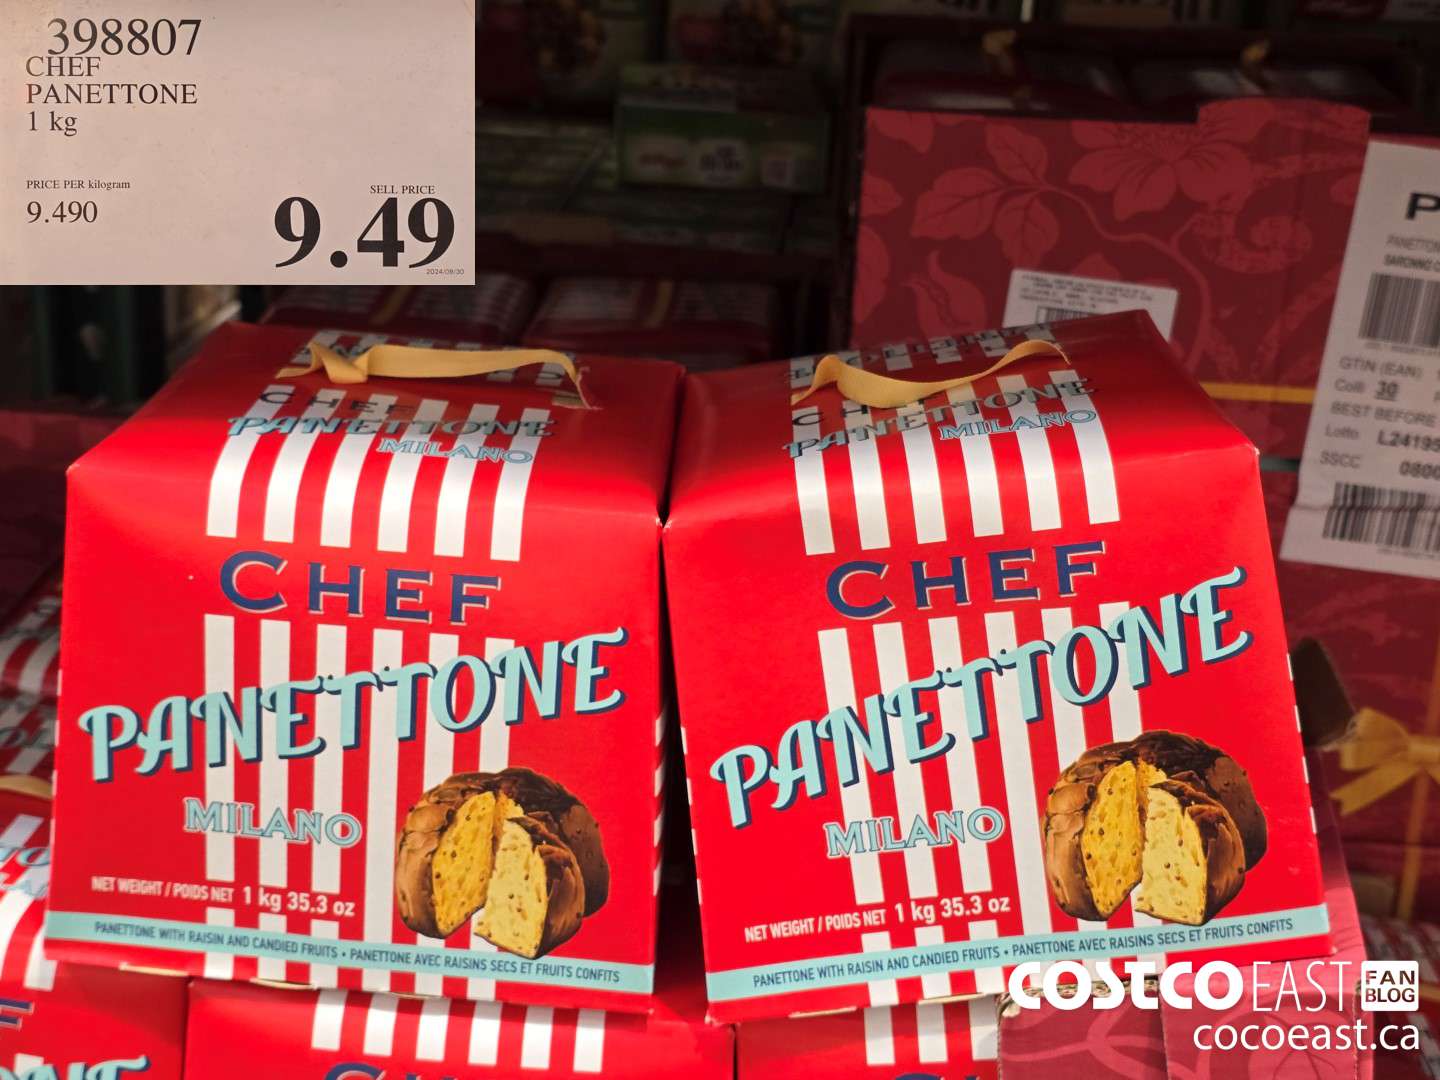 398807
CHEF
PANETTONE
1 kg
PRICE PER kilogram
9.490
SELL PRICE
9.49
2024/09/30
CHEF
PANETTONE
MILANO
CHEF
PANETTONE
MILANO
NET WEIGHT / POIDS NET 1 kg 35.3 oz
PANETTONE WITH RAISIN AND CANDIED FRUITS • PANETTONE AVEC RAISINS SECS ET FRUITS CONFITS
CHEF
PANETTONE
MILANO
CHEF
PANETTONE
MILANO
NET WEIGHT / POIDS NET 1 kg 35.3 oz
PANETTONE WITH RAISIN AND CANDIED FRUITS • PANETTONE AVEC RAISINS SECS ET FRUITS CONFITS
GTIN (EAN)
Colli 30
BEST BEFORE
Lotto L24195
SSCC 0800
COSTCO EAST FAN BLOG
cocoeast.ca